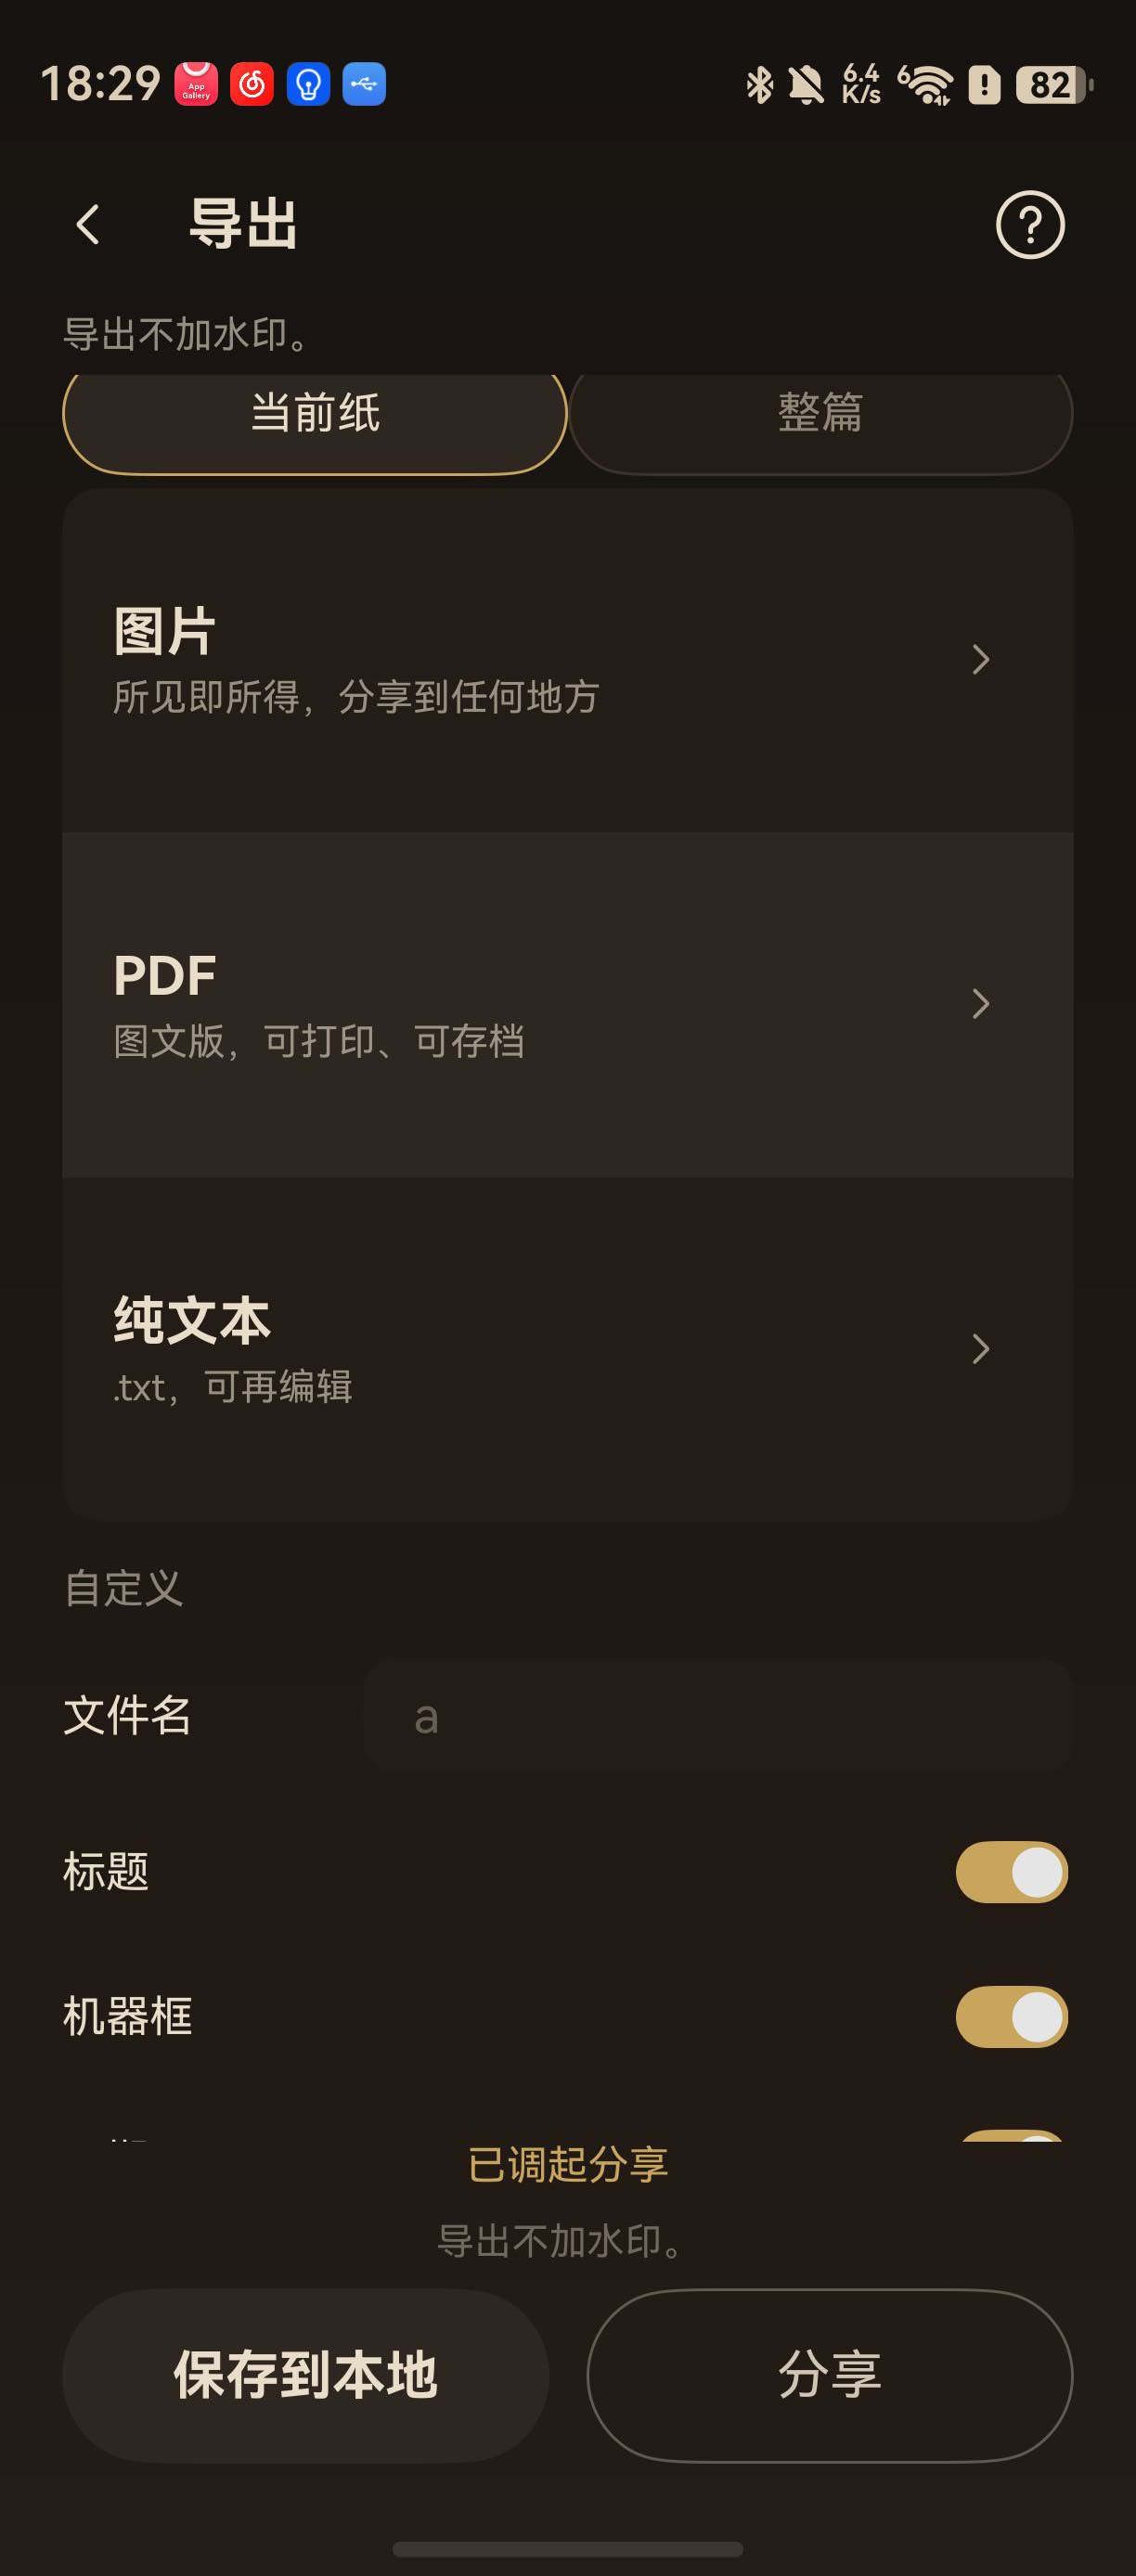 18:29
App
Gallery
6.4
K/s
6
82
导出
导出不加水印。
当前纸
整篇
图片
所见即所得，分享到任何地方
PDF
图文版，可打印、可存档
纯文本
.txt，可再编辑
自定义
文件名
a
标题
机器框
已调起分享
导出不加水印。
保存到本地
分享